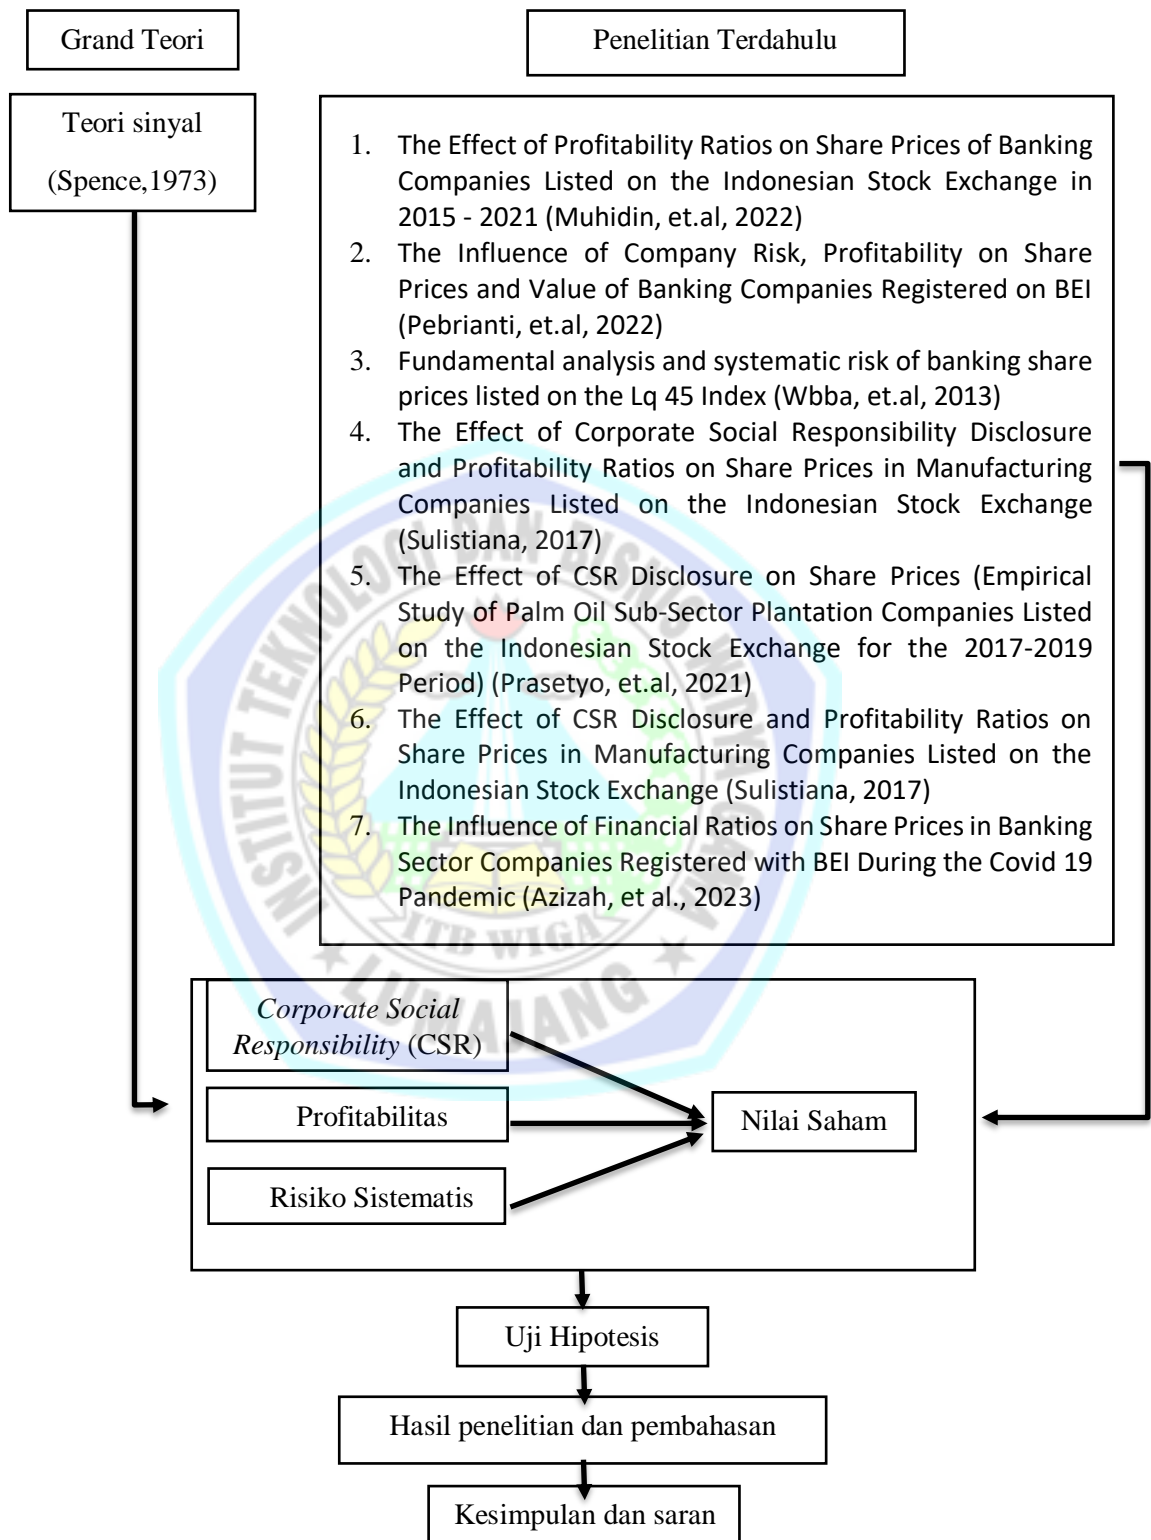 Grand Teori
Penelitian Terdahulu
Teori sinyal
(Spence,1973)
1. The Effect of Profitability Ratios on Share Prices of Banking
Companies Listed on the Indonesian Stock Exchange in
2015 - 2021 (Muhidin, et.al, 2022)
2. The Influence of Company Risk, Profitability on Share
Prices and Value of Banking Companies Registered on BEI
(Pebrianti, et.al, 2022)
3. Fundamental analysis and systematic risk of banking share
prices listed on the Lq 45 Index (Wbba, et.al, 2013)
4. The Effect of Corporate Social Responsibility Disclosure
and Profitability Ratios on Share Prices in Manufacturing
Companies Listed on the Indonesian Stock Exchange
(Sulistiana, 2017)
5. The Effect of CSR Disclosure on Share Prices (Empirical
Study of Palm Oil Sub-Sector Plantation Companies Listed
on the Indonesian Stock Exchange for the 2017-2019
Period) (Prasetyo, et.al, 2021)
6. The Effect of CSR Disclosure and Profitability Ratios on
Share Prices in Manufacturing Companies Listed on the
Indonesian Stock Exchange (Sulistiana, 2017)
7. The Influence of Financial Ratios on Share Prices in Banking
Sector Companies Registered with BEI During the Covid 19
Pandemic (Azizah, et al., 2023)
INSTITUT TEKNOLOGI DAN BISNIS WIDYA GAMA
ITB WIGA
LUMAJANG
Corporate Social
Responsibility (CSR)
Profitabilitas
Nilai Saham
Risiko Sistematis
Uji Hipotesis
Hasil penelitian dan pembahasan
Kesimpulan dan saran